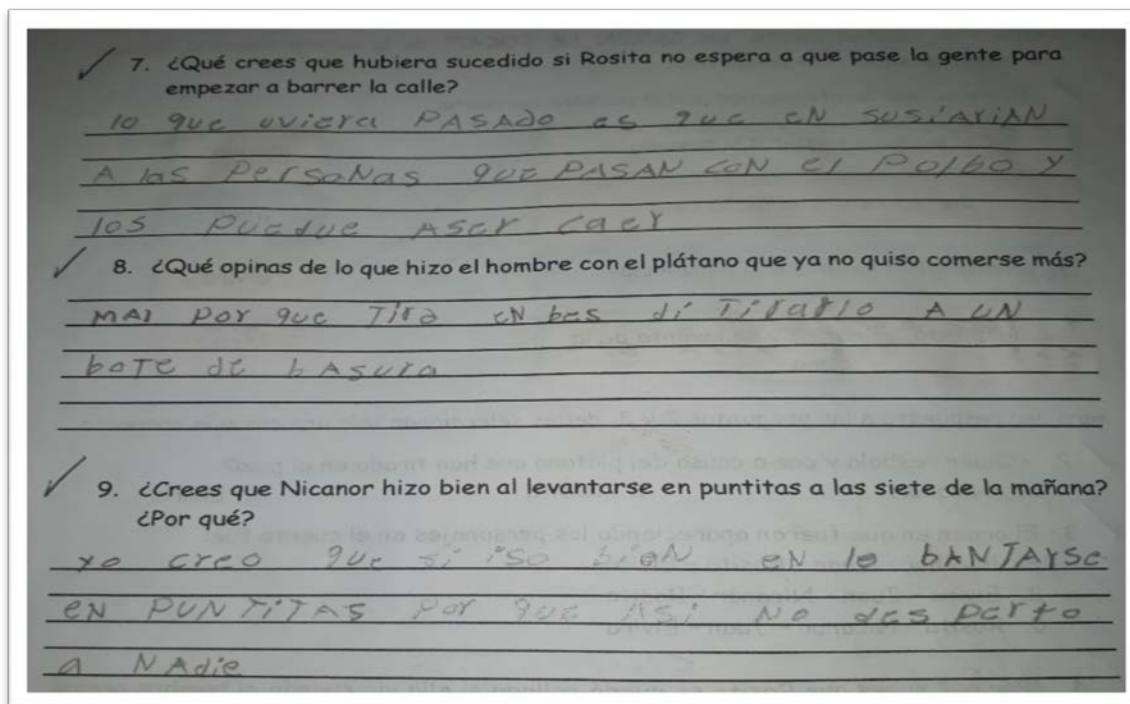 7. ¿Qué crees que hubiera sucedido si Rosita no espera a que pase la gente para
empezar a barrer la calle?
lo que uviera PASADO es que EN SUSiARiAN
A las PersoNas que PASAN CON el Polbo y
los puedue ASer caer
8. ¿Qué opinas de lo que hizo el hombre con el plátano que ya no quiso comerse más?
MAl por que Tira EN bes di Tirarlo A UN
boTE de bAsura
9. ¿Crees que Nicanor hizo bien al levantarse en puntitas a las siete de la mañana?
¿Por qué?
yo creo que si iso bieN EN le bANTArse
EN PUNTiTAS por que ASi No des perto
a NAdie